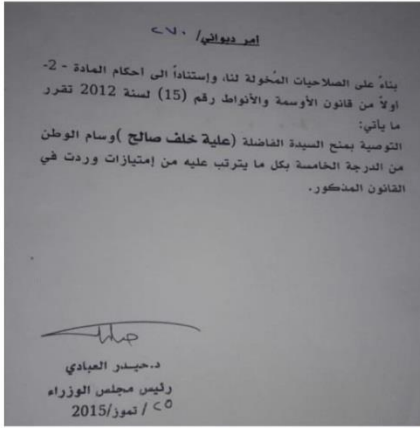 امر ديواني/ ٢٧٠
بناءً على الصلاحيات المُخولة لنا، وإستناداً الى احكام المادة - 2-
اولاً من قانون الأوسمة والأنواط رقم (15) لسنة 2012 تقرر
ما يأتي:
التوصية بمنح السيدة الفاضلة (علية خلف صالح )وسام الوطن
من الدرجة الخامسة بكل ما يترتب عليه من إمتيازات وردت في
القانون المذكور.
د.حيـدر العبادي
رئيس مجلس الوزراء
٢٥ / تموز/2015